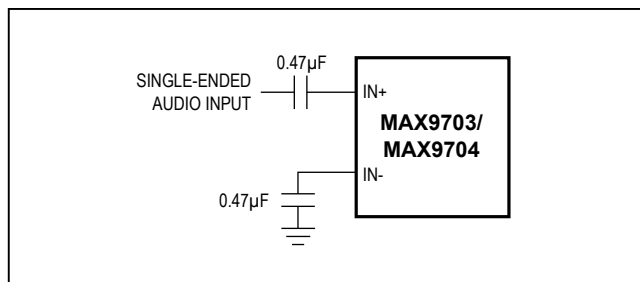 0.47µF
SINGLE-ENDED
AUDIO INPUT
IN+
MAX9703/
MAX9704
IN-
0.47µF